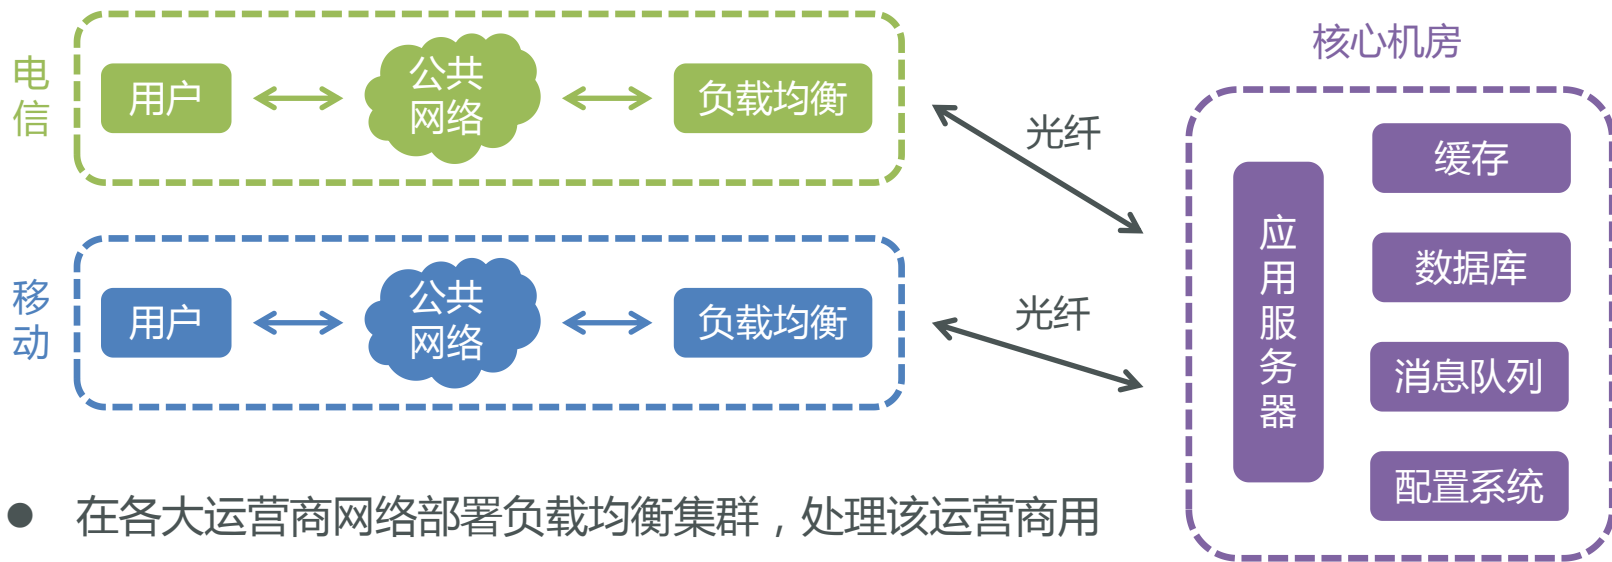 电
信
用户
公共
网络
负载均衡
光纤
移
动
用户
公共
网络
负载均衡
光纤
核心机房
应
用
服
务
器
缓存
数据库
消息队列
配置系统
● 在各大运营商网络部署负载均衡集群，处理该运营商用